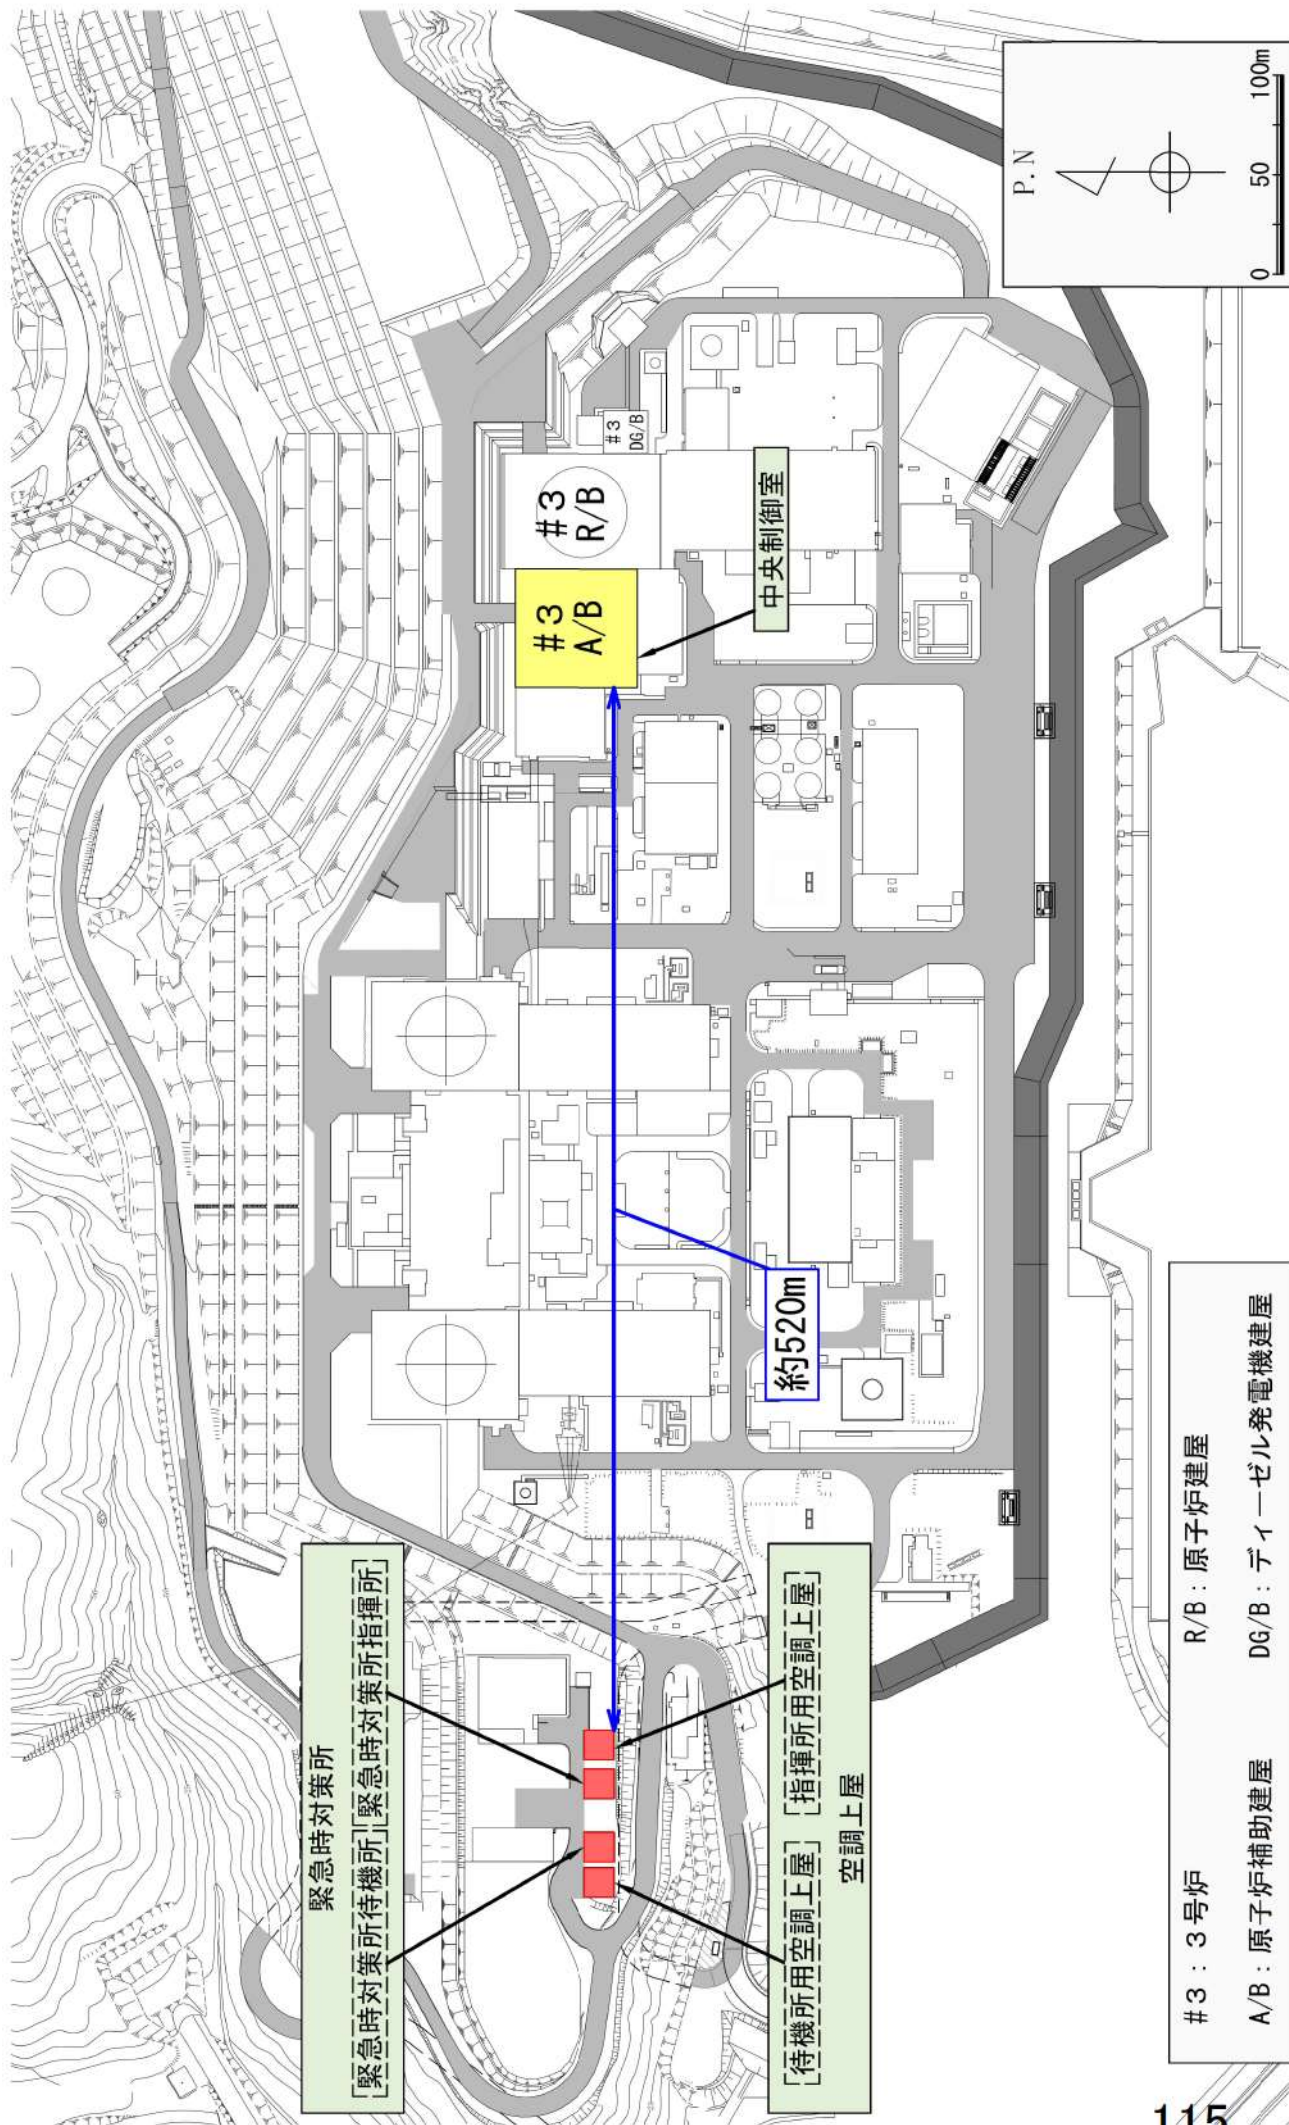 緊急時対策所
[緊急時対策所待機所] [緊急時対策所指揮所]
#3
A/B
#3
R/B
#3
DG/B
中央制御室
約520m
[待機所用空調上屋] [指揮所用空調上屋]
空調上屋
P.N
0 50 100m
#3：3号炉 R/B：原子炉建屋
A/B：原子炉補助建屋 DG/B：ディーゼル発電機建屋
115